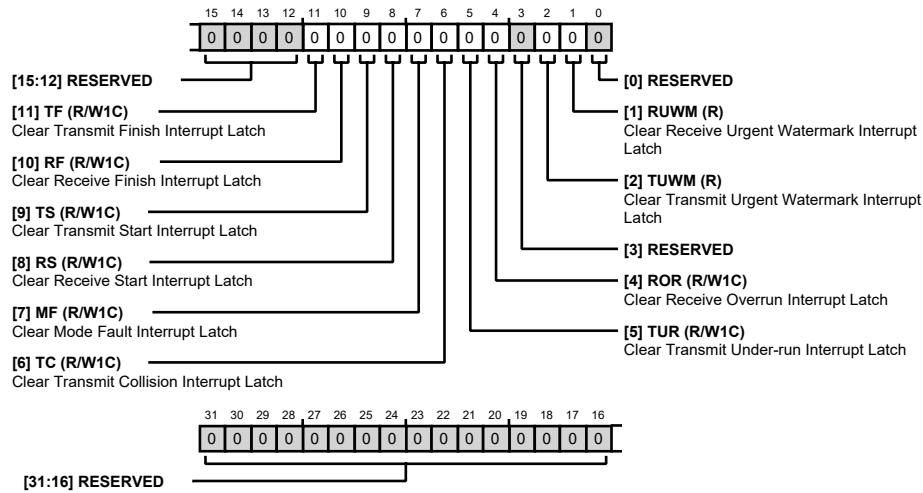 15 14 13 12 11 10 9 8 7 6 5 4 3 2 1 0
0 0 0 0 0 0 0 0 0 0 0 0 0 0 0 0
[15:12] RESERVED
[11] TF (R/W1C)
Clear Transmit Finish Interrupt Latch
[10] RF (R/W1C)
Clear Receive Finish Interrupt Latch
[9] TS (R/W1C)
Clear Transmit Start Interrupt Latch
[8] RS (R/W1C)
Clear Receive Start Interrupt Latch
[7] MF (R/W1C)
Clear Mode Fault Interrupt Latch
[6] TC (R/W1C)
Clear Transmit Collision Interrupt Latch
[0] RESERVED
[1] RUWM (R)
Clear Receive Urgent Watermark Interrupt
Latch
[2] TUWM (R)
Clear Transmit Urgent Watermark Interrupt
Latch
[3] RESERVED
[4] ROR (R/W1C)
Clear Receive Overrun Interrupt Latch
[5] TUR (R/W1C)
Clear Transmit Under-run Interrupt Latch
31 30 29 28 27 26 25 24 23 22 21 20 19 18 17 16
0 0 0 0 0 0 0 0 0 0 0 0 0 0 0 0
[31:16] RESERVED